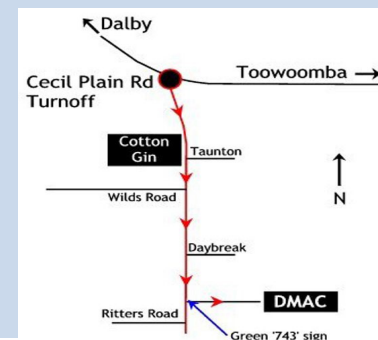 Dalby
Toowoomba
Cecil Plain Rd
Turnoff
Cotton
Gin
Taunton
Wilds Road
N
Daybreak
DMAC
Ritters Road
Green '743' sign